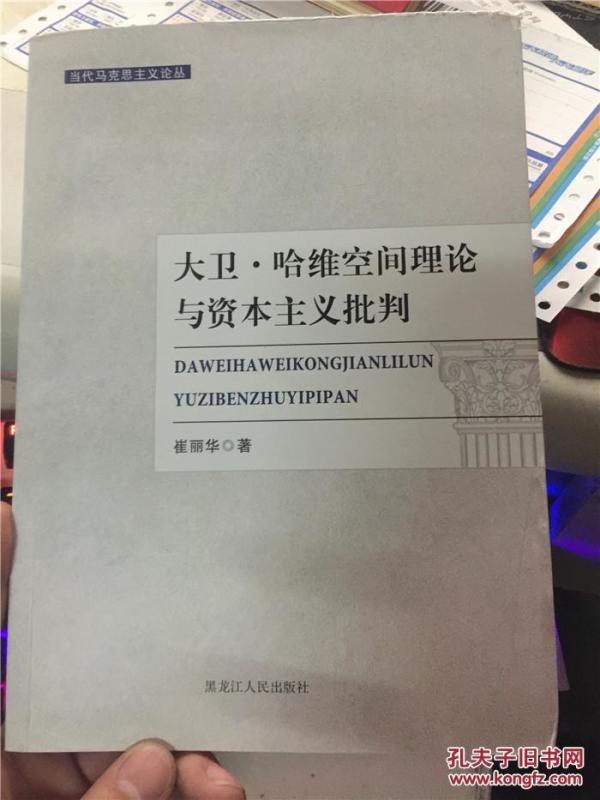 当代马克思主义论丛
大卫·哈维空间理论
与资本主义批判
DAWEIHAWEIKONGJIANLILUN
YUZIBENZHUYIPIPAN
崔丽华◎著
黑龙江人民出版社
孔夫子旧书网
www.kongfz.com